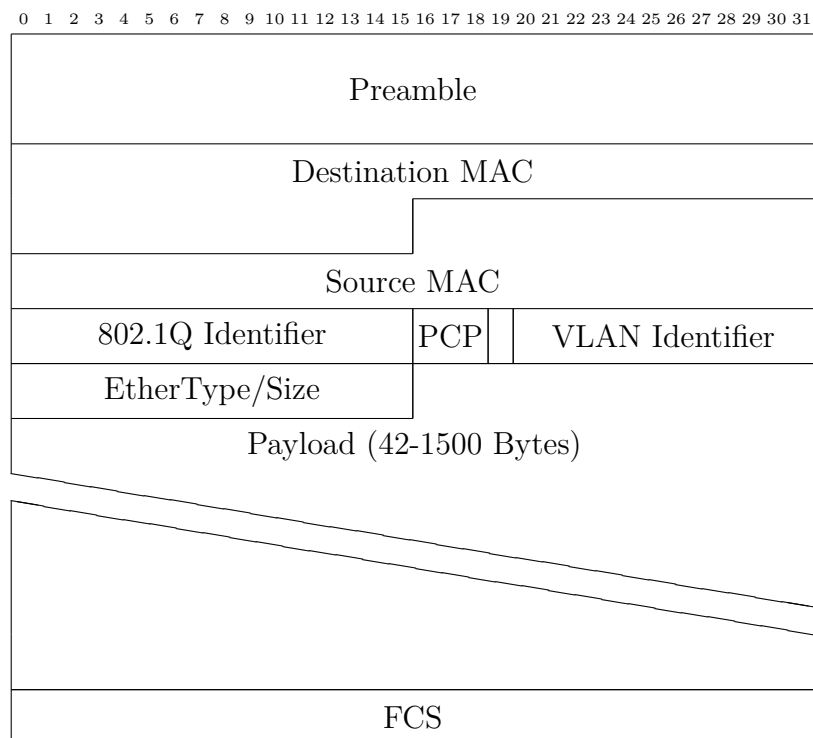 0 1 2 3 4 5 6 7 8 9 10 11 12 13 14 15 16 17 18 19 20 21 22 23 24 25 26 27 28 29 30 31
Preamble
Destination MAC
Source MAC
802.1Q Identifier PCP VLAN Identifier
EtherType/Size
Payload (42-1500 Bytes)
FCS